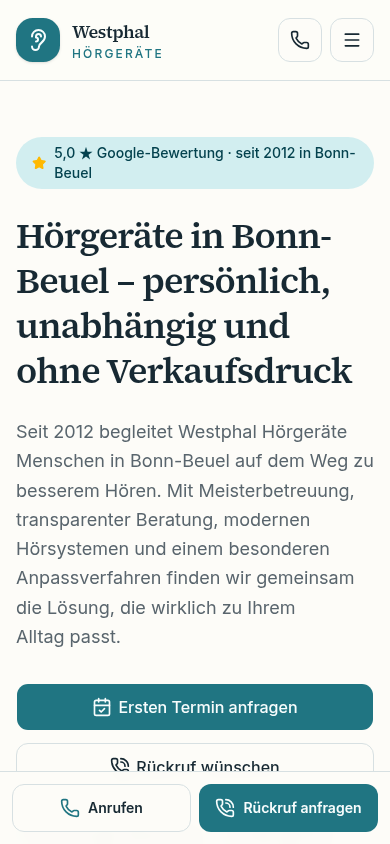 Westphal
HÖRGERÄTE
5,0 ★ Google-Bewertung · seit 2012 in Bonn-
Beuel
Hörgeräte in Bonn-
Beuel – persönlich,
unabhängig und
ohne Verkaufsdruck
Seit 2012 begleitet Westphal Hörgeräte
Menschen in Bonn-Beuel auf dem Weg zu
besserem Hören. Mit Meisterbetreuung,
transparenter Beratung, modernen
Hörsystemen und einem besonderen
Anpassverfahren finden wir gemeinsam
die Lösung, die wirklich zu Ihrem
Alltag passt.
Ersten Termin anfragen
Rückruf wünschen
Anrufen
Rückruf anfragen